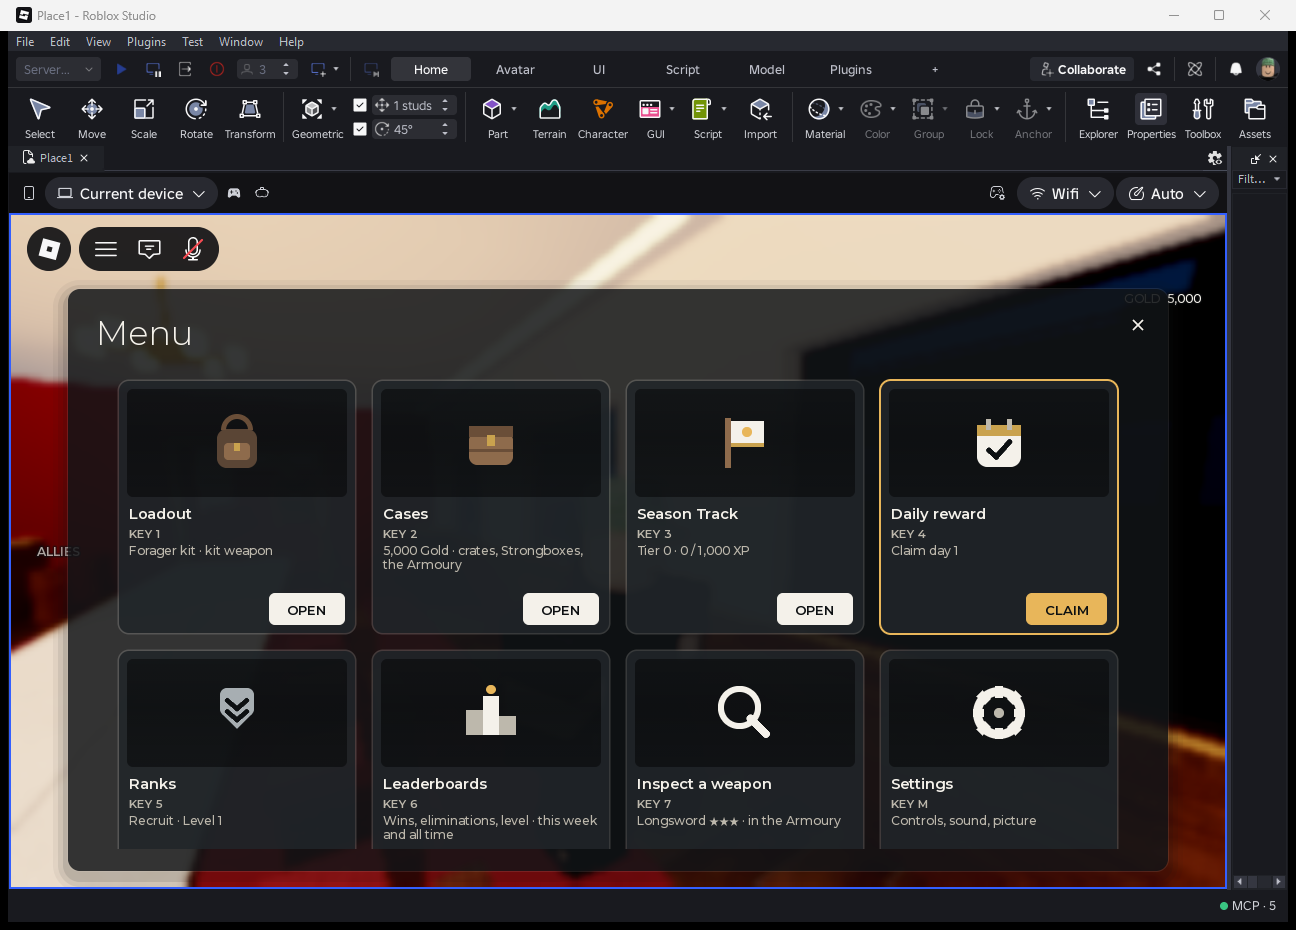 Place1 - Roblox Studio
File Edit View Plugins Test Window Help
Server... 3 Home Avatar UI Script Model Plugins + Collaborate
1 studs
45°
Select Move Scale Rotate Transform Geometric Part Terrain Character GUI Script Import Material Color Group Lock Anchor Explorer Properties Toolbox Assets
Place1
Filt...
Current device Wifi Auto
GOLD 5,000
Menu
Loadout
KEY 1
Forager kit · kit weapon
OPEN
Cases
KEY 2
5,000 Gold · crates, Strongboxes,
the Armoury
OPEN
Season Track
KEY 3
Tier 0 · 0 / 1,000 XP
OPEN
Daily reward
KEY 4
Claim day 1
CLAIM
ALLIES
Ranks
KEY 5
Recruit · Level 1
Leaderboards
KEY 6
Wins, eliminations, level · this week
and all time
Inspect a weapon
KEY 7
Longsword ★★★ · in the Armoury
Settings
KEY M
Controls, sound, picture
MCP · 5